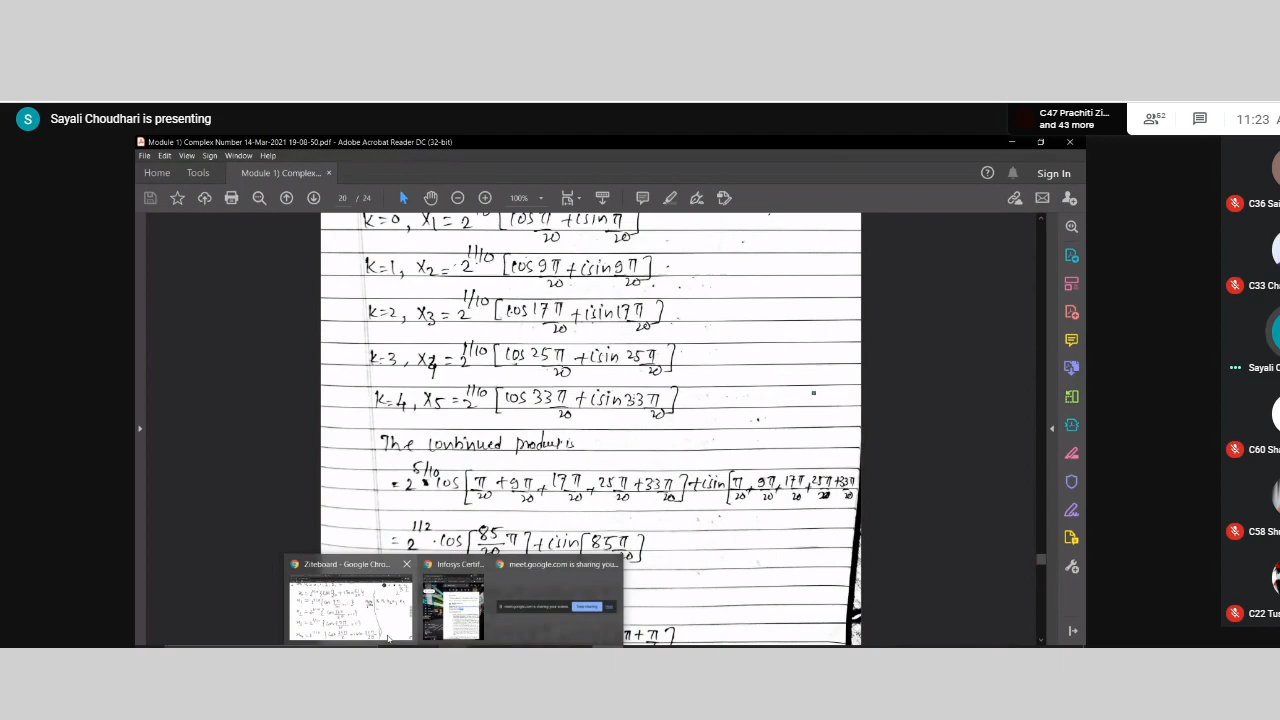 Sayali Choudhari is presenting
C47 Prachiti Zi...
and 43 more
62
11:23
Module 1) Complex Number 14-Mar-2021 19-08-50.pdf - Adobe Acrobat Reader DC (32-bit)
File Edit View Sign Window Help
Home Tools Module 1) Complex... × Sign In
20 / 24 100%
k=0, x₁ = 2 [cos π/20 + i sin π/20]
k=1, x₂ = 2^1/10 [cos 9π/20 + i sin 9π/20]
k=2, x₃ = 2^1/10 [cos 17π/20 + i sin 17π/20]
k=3, x₄ = 2^1/10 [cos 25π/20 + i sin 25π/20]
k=4, x₅ = 2^1/10 [cos 33π/20 + i sin 33π/20]
The continued product is
= 2^5/10 · cos [π/20 + 9π/20 + 17π/20 + 25π/20 + 33π/20] + i sin [π/20 + 9π/20 + 17π/20 + 25π/20 + 33π/20]
= 2^1/2 · cos [85/20 π] + i sin [85π/20]
Ziteboard - Google Chro...
Infosys Certif...
meet.google.com is sharing you...
C36 Sai
C33 Cha
Sayali C
C60 Sha
C58 Sh
C22 Tus